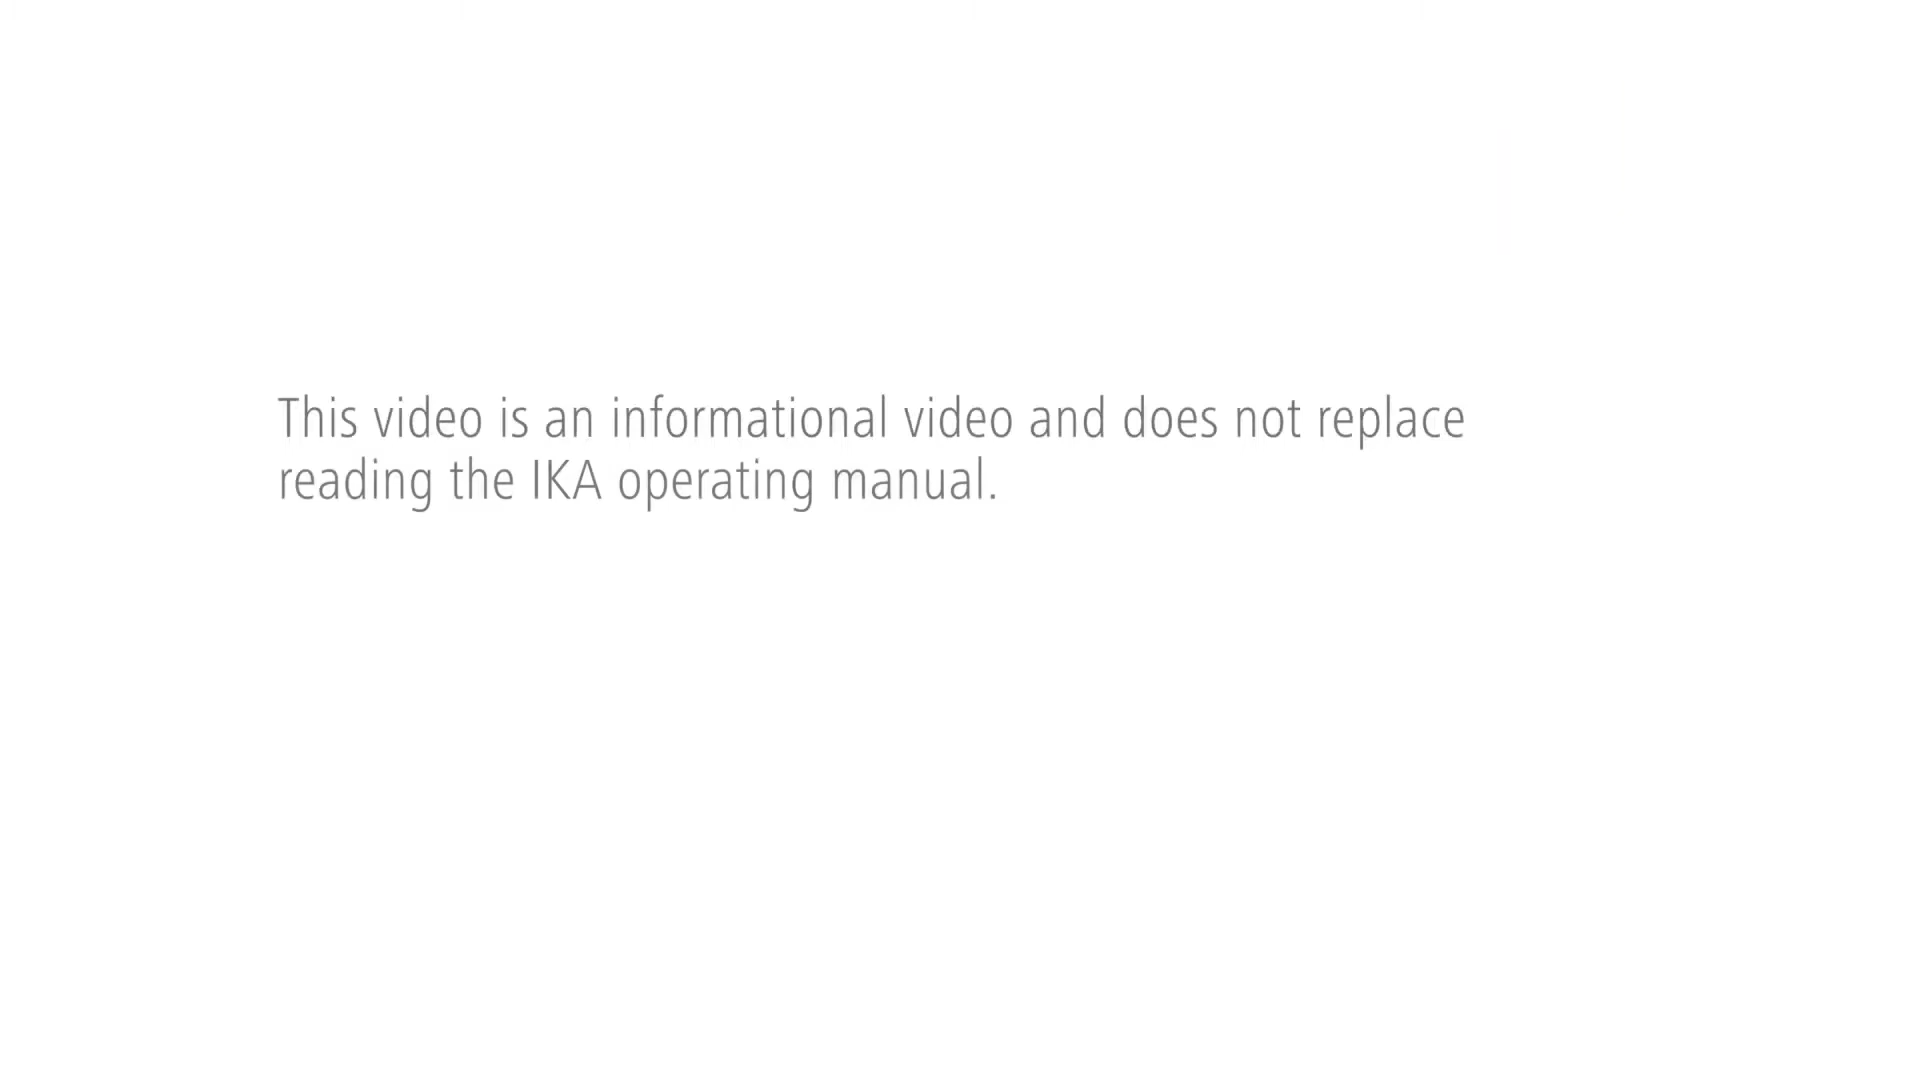 This video is an informational video and does not replace
reading the IKA operating manual.